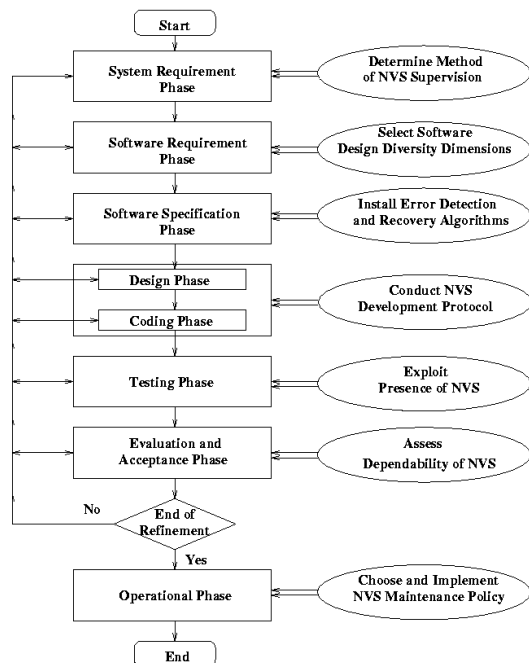 Start
System Requirement
Phase
Determine Method
of NVS Supervision
Software Requirement
Phase
Select Software
Design Diversity Dimensions
Software Specification
Phase
Install Error Detection
and Recovery Algorithms
Design Phase
Coding Phase
Conduct NVS
Development Protocol
Testing Phase
Exploit
Presence of NVS
Evaluation and
Acceptance Phase
Assess
Dependability of NVS
No
End of
Refinement
Yes
Operational Phase
Choose and Implement
NVS Maintenance Policy
End